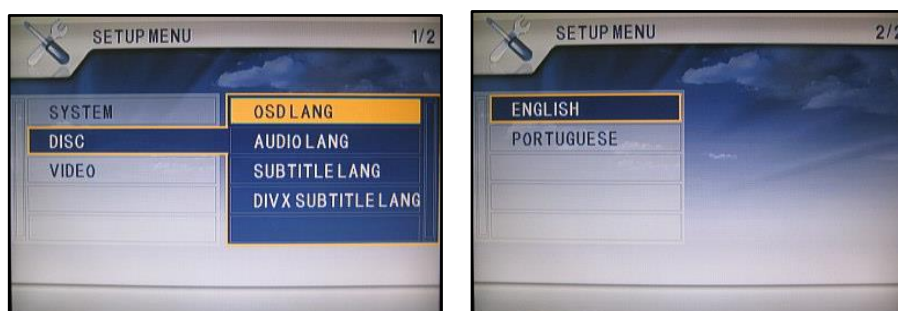 SETUP MENU 1/2
SYSTEM
DISC
VIDEO
OSD LANG
AUDIO LANG
SUBTITLE LANG
DIVX SUBTITLE LANG
SETUP MENU 2/2
ENGLISH
PORTUGUESE